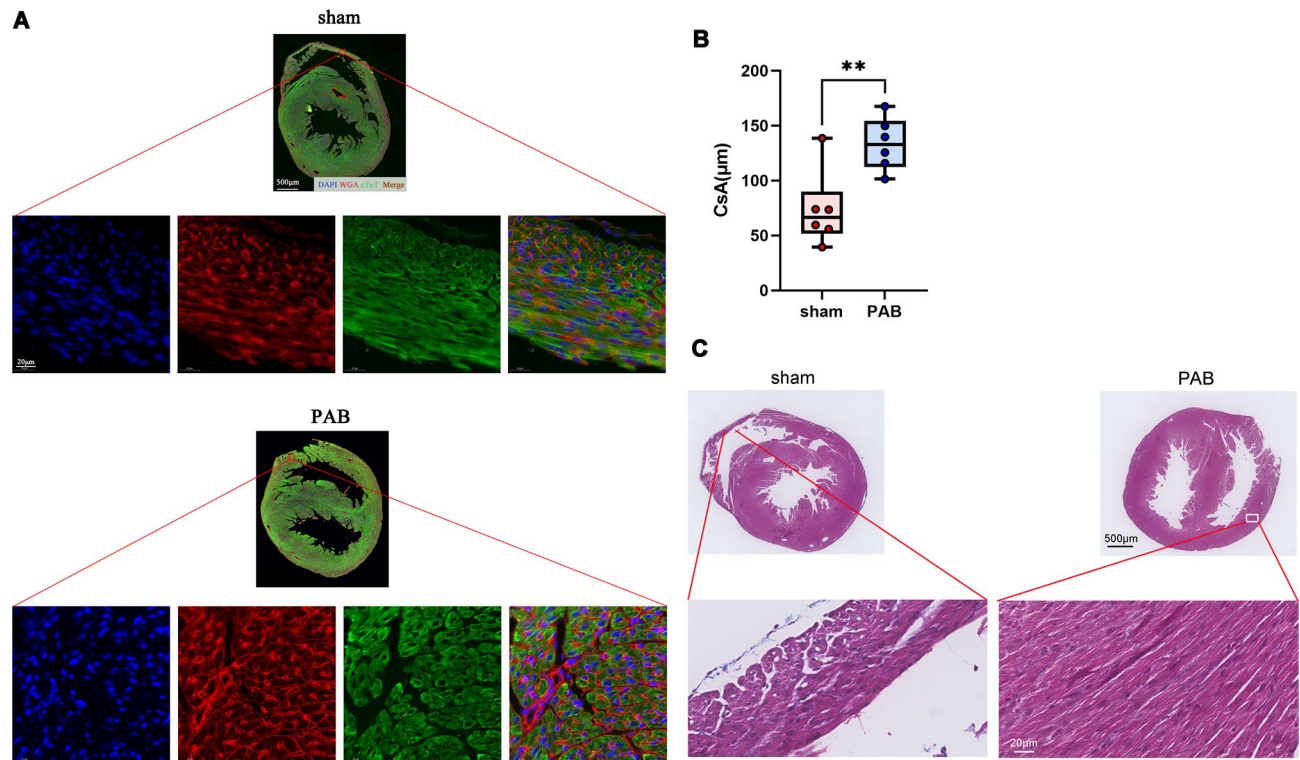 A
sham
500μm
DAPI WGA cTnT Merge
20μm
PAB
B
**
200
150
100
50
0
CsA(μm)
sham PAB
C
sham PAB
500μm
20μm